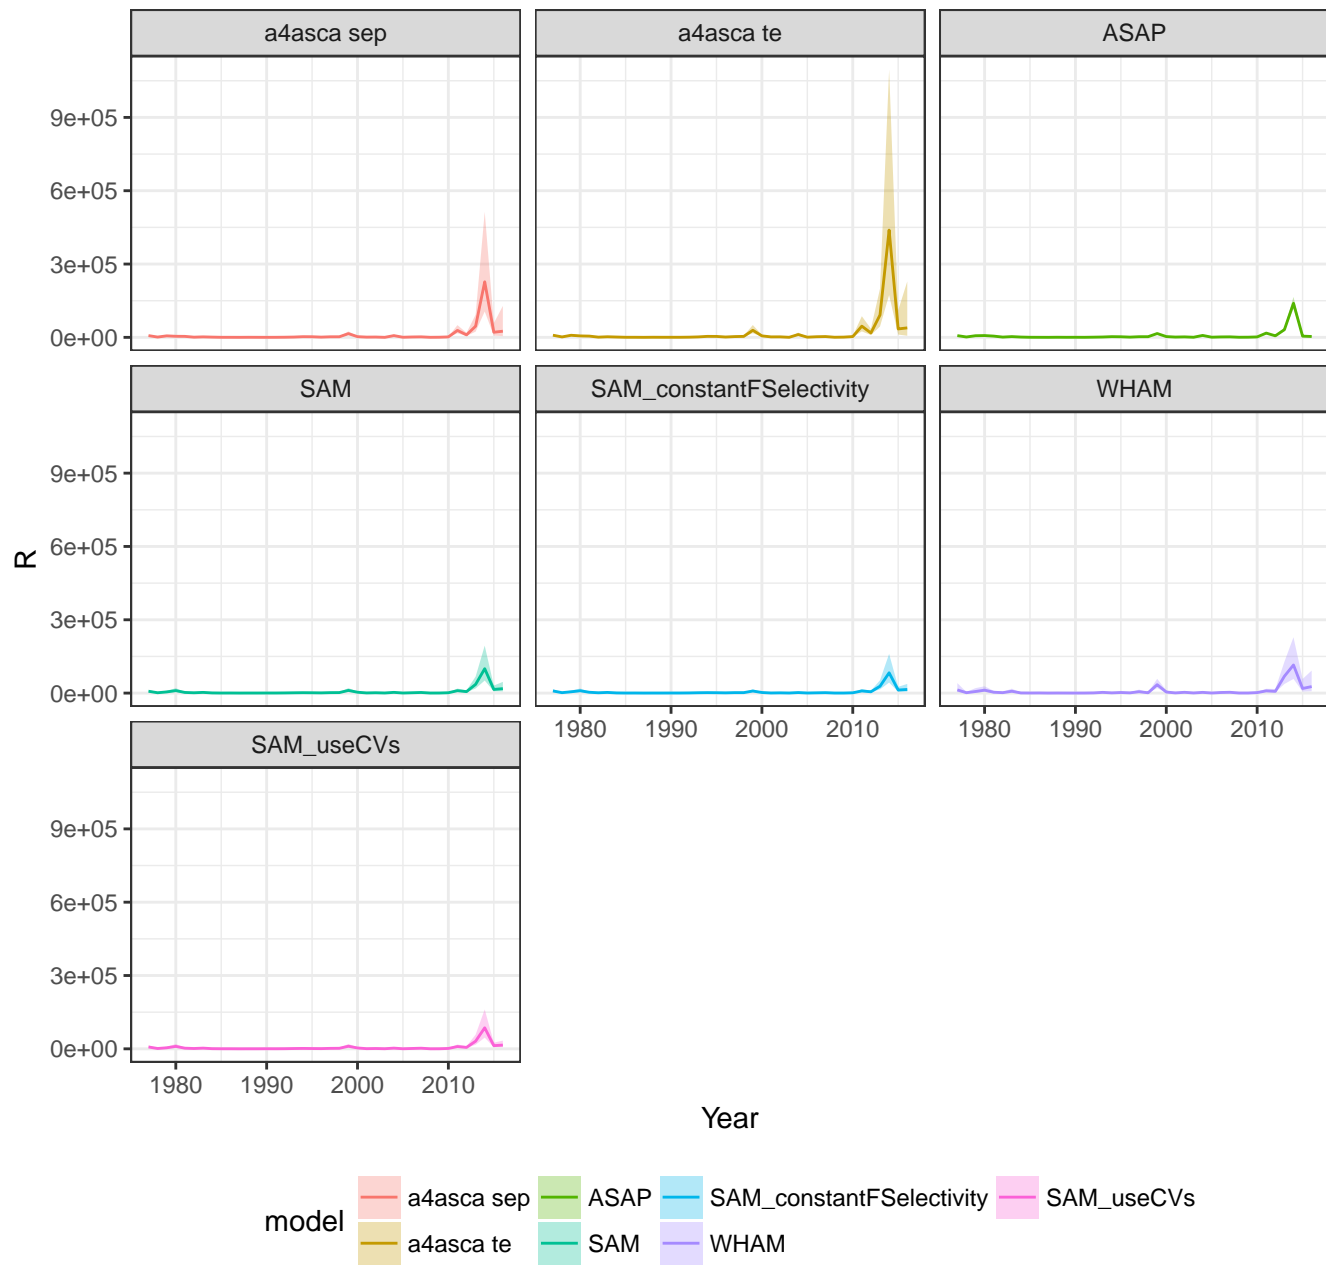 a4asca sep
a4asca te
ASAP
9e+05
6e+05
3e+05
0e+00
SAM
SAM_constantFSelectivity
WHAM
9e+05
6e+05
3e+05
0e+00
1980 1990 2000 2010
1980 1990 2000 2010
SAM_useCVs
9e+05
6e+05
3e+05
0e+00
1980 1990 2000 2010
R
Year
model
a4asca sep
ASAP
SAM_constantFSelectivity
SAM_useCVs
a4asca te
SAM
WHAM